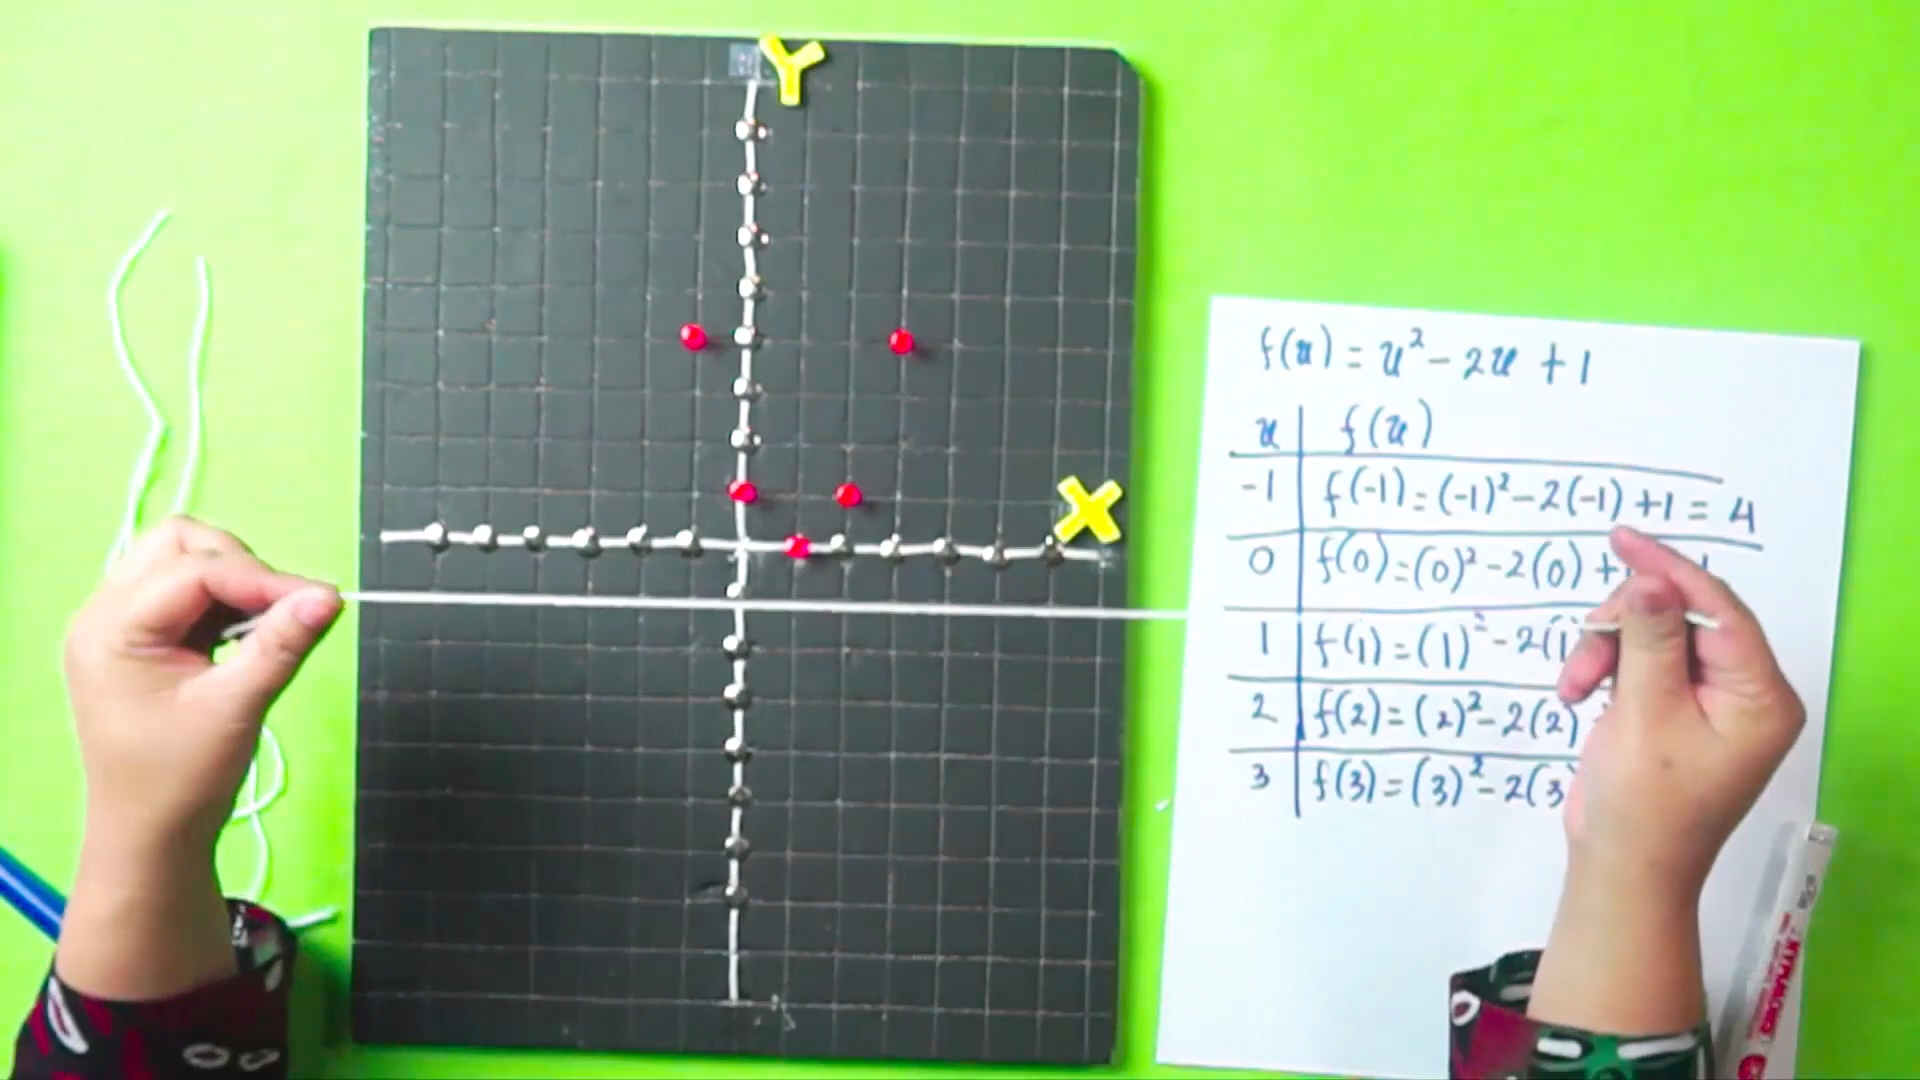 Y
X
f(x) = x² - 2x + 1
x | f(x)
-1 | f(-1) = (-1)² - 2(-1) + 1 = 4
0 | f(0) = (0)² - 2(0) +
1 | f(1) = (1)² - 2(1
2 | f(2) = (2)² - 2(2)
3 | f(3) = (3)² - 2(3